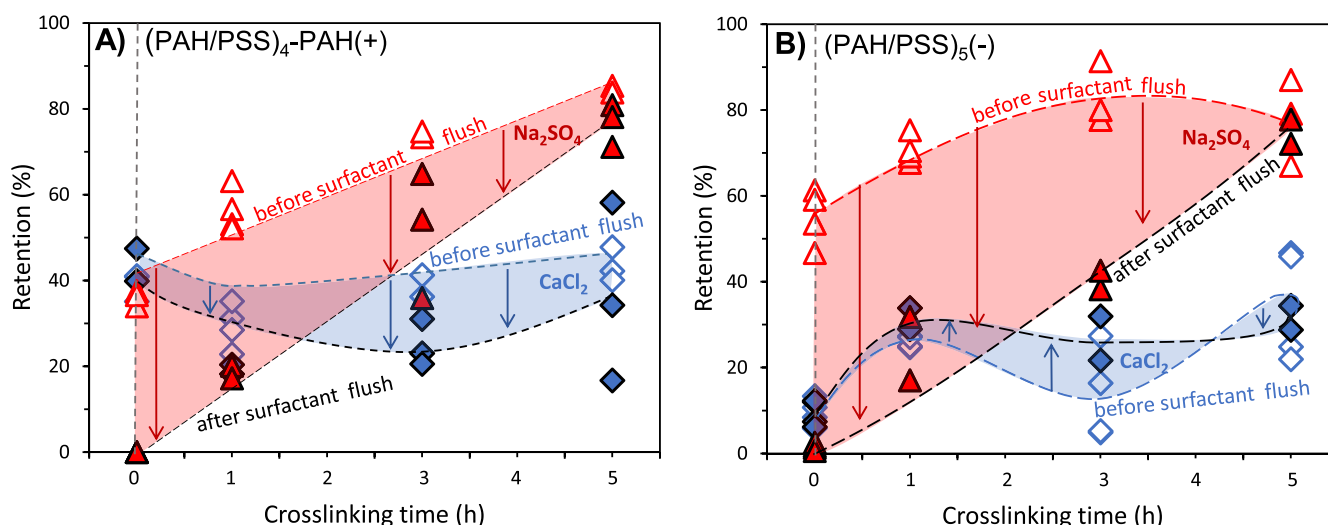 A) (PAH/PSS)₄-PAH(+)
Retention (%)
100
80
60
40
20
0
before surfactant flush
Na₂SO₄
before surfactant flush
CaCl₂
after surfactant flush
0 1 2 3 4 5
Crosslinking time (h)
B) (PAH/PSS)₅(-)
Retention (%)
100
80
60
40
20
0
before surfactant flush
Na₂SO₄
after surfactant flush
CaCl₂
before surfactant flush
0 1 2 3 4 5
Crosslinking time (h)